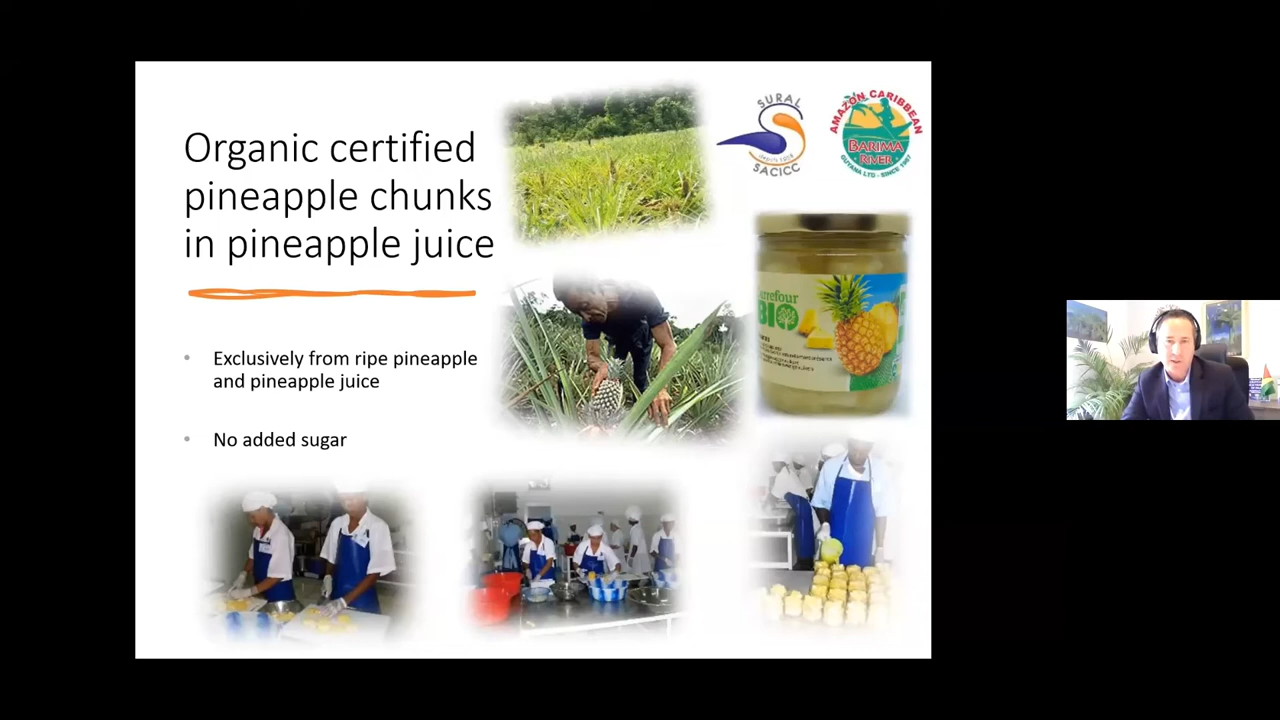 Organic certified
pineapple chunks
in pineapple juice
• Exclusively from ripe pineapple
and pineapple juice
• No added sugar
SURAL
depuis
SACICC
AMAZON CARIBBEAN
BARIMA
RIVER
GUYANA LTD - SINCE 1987
Carrefour
BIO